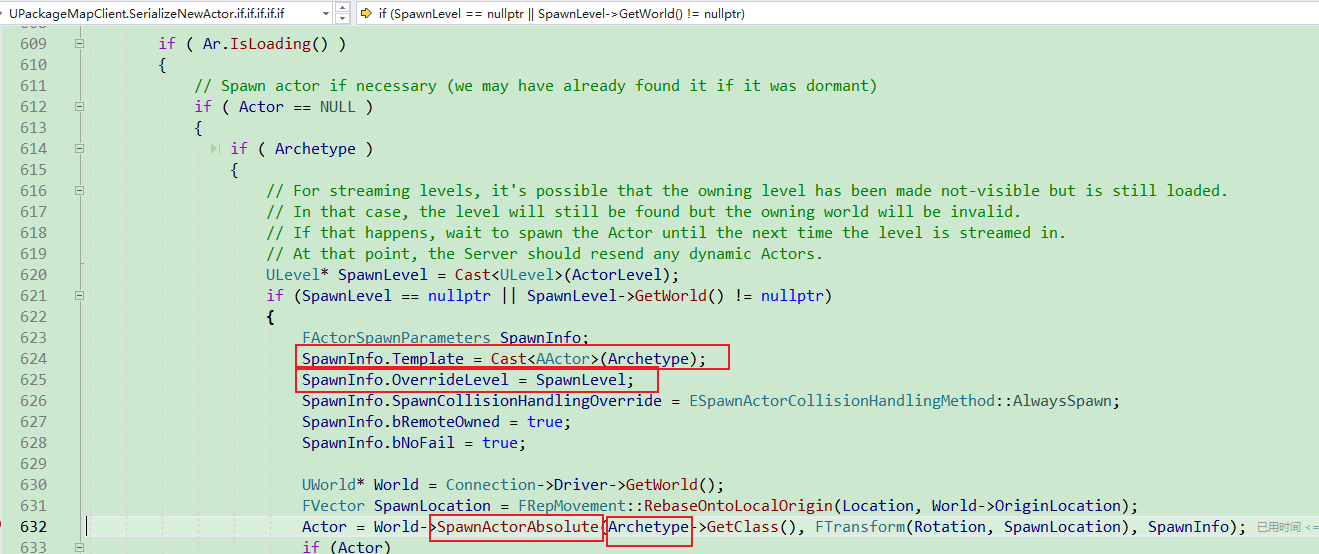 UPackageMapClient.SerializeNewActor.if.if.if.if.if if (SpawnLevel == nullptr || SpawnLevel->GetWorld() != nullptr)
609 if ( Ar.IsLoading() )
610 {
611 // Spawn actor if necessary (we may have already found it if it was dormant)
612 if ( Actor == NULL )
613 {
614 if ( Archetype )
615 {
616 // For streaming levels, it's possible that the owning level has been made not-visible but is still loaded.
617 // In that case, the level will still be found but the owning world will be invalid.
618 // If that happens, wait to spawn the Actor until the next time the level is streamed in.
619 // At that point, the Server should resend any dynamic Actors.
620 ULevel* SpawnLevel = Cast<ULevel>(ActorLevel);
621 if (SpawnLevel == nullptr || SpawnLevel->GetWorld() != nullptr)
622 {
623 FActorSpawnParameters SpawnInfo;
624 SpawnInfo.Template = Cast<AActor>(Archetype);
625 SpawnInfo.OverrideLevel = SpawnLevel;
626 SpawnInfo.SpawnCollisionHandlingOverride = ESpawnActorCollisionHandlingMethod::AlwaysSpawn;
627 SpawnInfo.bRemoteOwned = true;
628 SpawnInfo.bNoFail = true;
629
630 UWorld* World = Connection->Driver->GetWorld();
631 FVector SpawnLocation = FRepMovement::RebaseOntoLocalOrigin(Location, World->OriginLocation);
632 Actor = World->SpawnActorAbsolute(Archetype->GetClass(), FTransform(Rotation, SpawnLocation), SpawnInfo); 已用时间 <=
633 if (Actor)